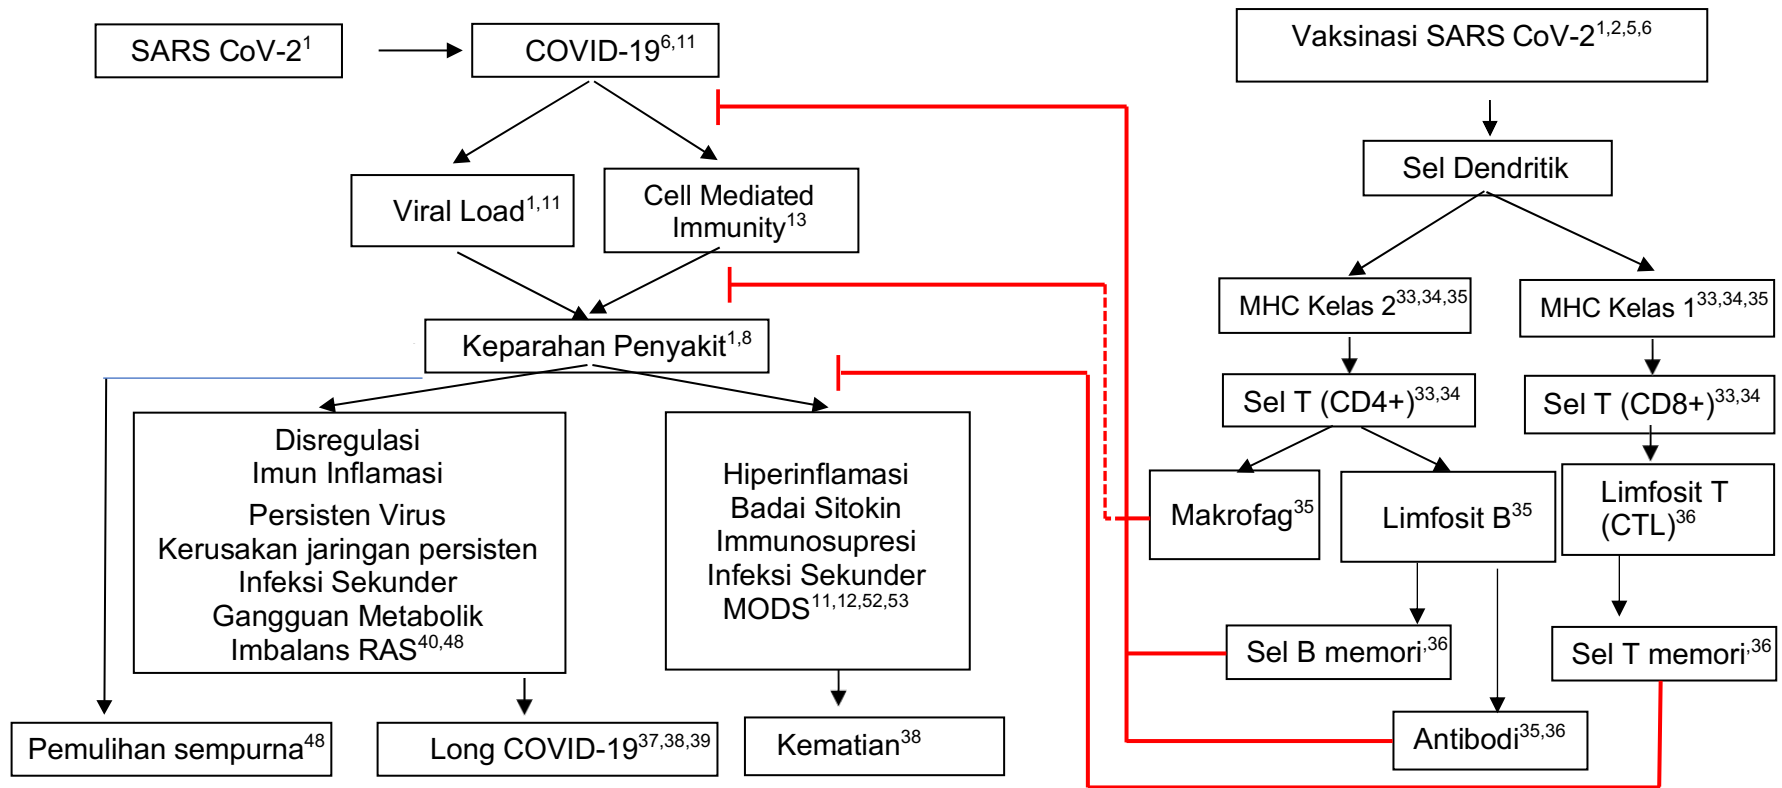 SARS CoV-2¹
COVID-19⁶,¹¹
Vaksinasi SARS CoV-2¹,²,⁵,⁶
Sel Dendritik
Viral Load¹,¹¹
Cell Mediated
Immunity¹³
MHC Kelas 2³³,³⁴,³⁵
MHC Kelas 1³³,³⁴,³⁵
Keparahan Penyakit¹,⁸
Sel T (CD4+)³³,³⁴
Sel T (CD8+)³³,³⁴
Disregulasi
Imun Inflamasi
Persisten Virus
Kerusakan jaringan persisten
Infeksi Sekunder
Gangguan Metabolik
Imbalans RAS⁴⁰,⁴⁸
Hiperinflamasi
Badai Sitokin
Immunosupresi
Infeksi Sekunder
MODS¹¹,¹²,⁵²,⁵³
Makrofag³⁵
Limfosit B³⁵
Limfosit T
(CTL)³⁶
Sel B memori,³⁶
Sel T memori,³⁶
Pemulihan sempurna⁴⁸
Long COVID-19³⁷,³⁸,³⁹
Kematian³⁸
Antibodi³⁵,³⁶